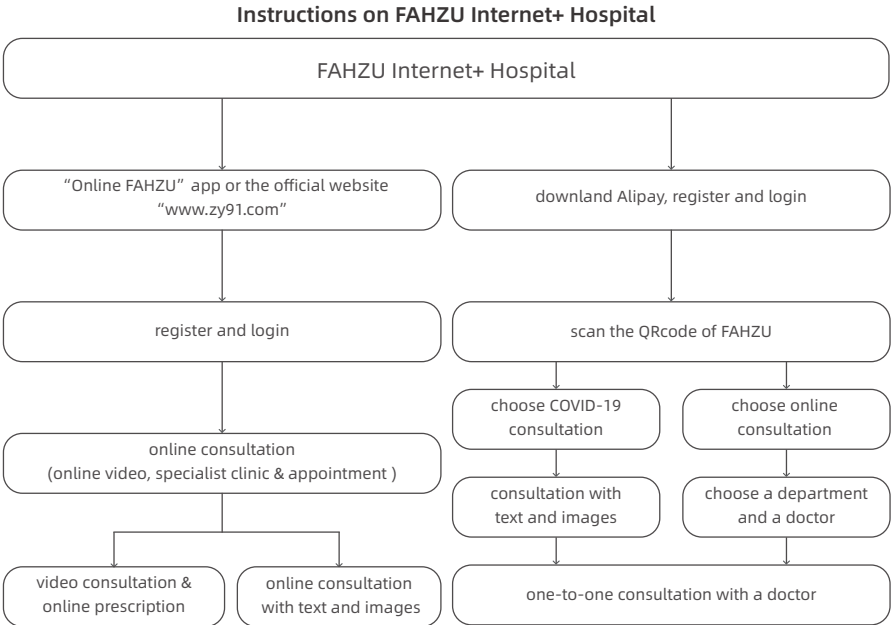 Instructions on FAHZU Internet+ Hospital
FAHZU Internet+ Hospital
“Online FAHZU” app or the official website
“www.zy91.com”
downland Alipay, register and login
register and login
scan the QRcode of FAHZU
choose COVID-19
consultation
choose online
consultation
online consultation
(online video, specialist clinic & appointment )
consultation with
text and images
choose a department
and a doctor
video consultation &
online prescription
online consultation
with text and images
one-to-one consultation with a doctor